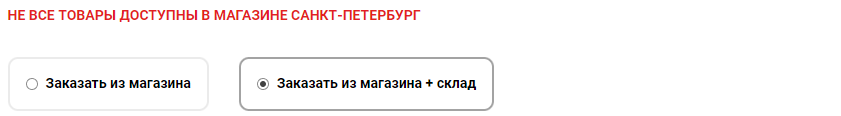 НЕ ВСЕ ТОВАРЫ ДОСТУПНЫ В МАГАЗИНЕ САНКТ-ПЕТЕРБУРГ
Заказать из магазина
Заказать из магазина + склад